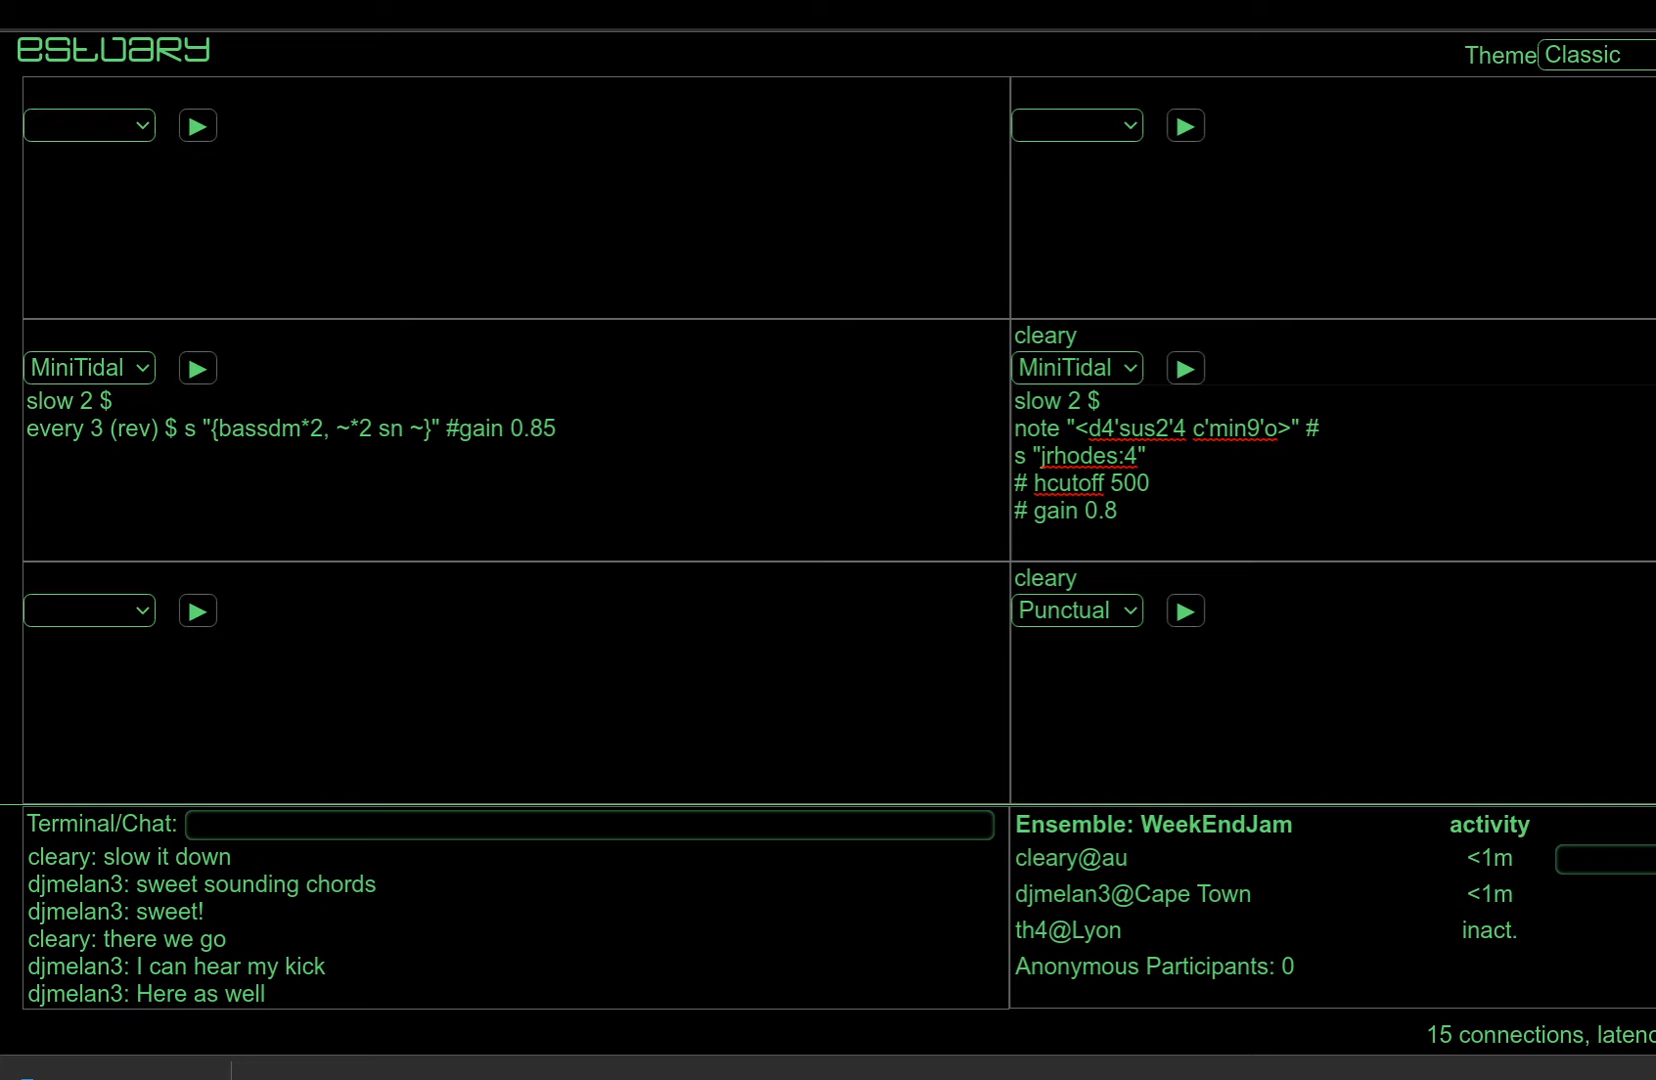 estuary
Theme Classic
MiniTidal
slow 2 $
every 3 (rev) $ s "{bassdm*2, ~*2 sn ~}" #gain 0.85
cleary
MiniTidal
slow 2 $
note "<d4'sus2'4 c'min9'o>" #
s "jrhodes:4"
# hcutoff 500
# gain 0.8
cleary
Punctual
Terminal/Chat:
cleary: slow it down
djmelan3: sweet sounding chords
djmelan3: sweet!
cleary: there we go
djmelan3: I can hear my kick
djmelan3: Here as well
Ensemble: WeekEndJam activity
cleary@au <1m
djmelan3@Cape Town <1m
th4@Lyon inact.
Anonymous Participants: 0
15 connections, latenc